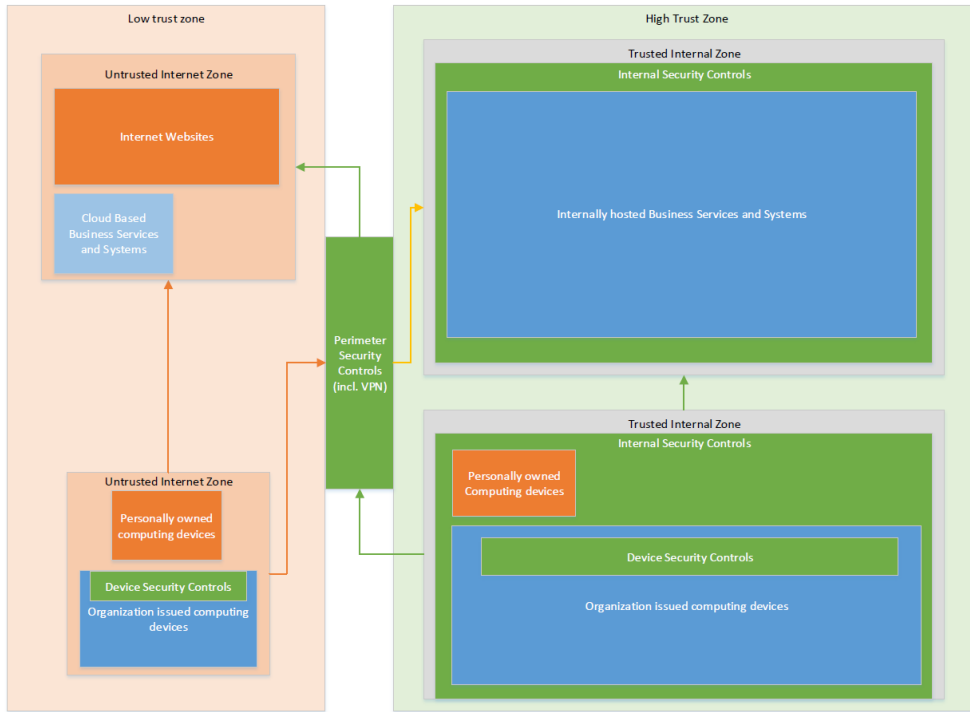 Low trust zone
Untrusted Internet Zone
Internet Websites
Cloud Based
Business Services
and Systems
Untrusted Internet Zone
Personally owned
computing devices
Device Security Controls
Organization issued computing
devices
Perimeter
Security
Controls
(incl. VPN)
High Trust Zone
Trusted Internal Zone
Internal Security Controls
Internally hosted Business Services and Systems
Trusted Internal Zone
Internal Security Controls
Personally owned
Computing devices
Device Security Controls
Organization issued computing devices